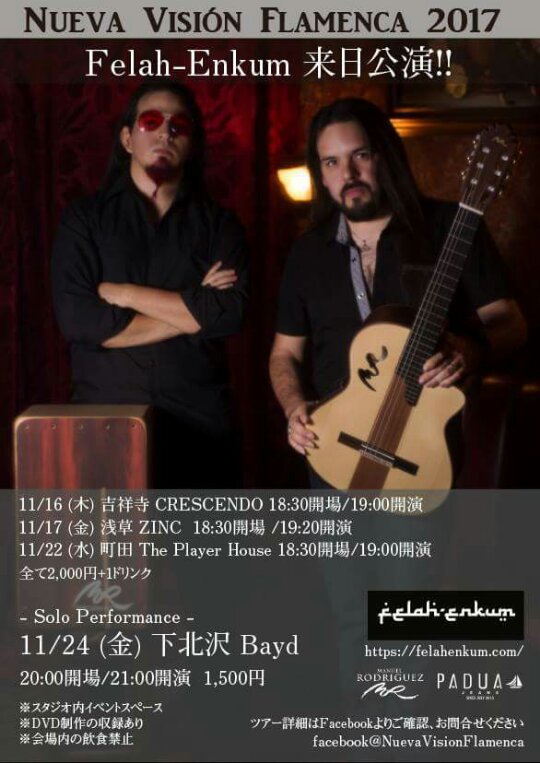 NUEVA VISIÓN FLAMENCA 2017
Felah-Enkum 来日公演!!
11/16 (木) 吉祥寺 CRESCENDO 18:30開場/19:00開演
11/17 (金) 浅草 ZINC 18:30開場 /19:20開演
11/22 (水) 町田 The Player House 18:30開場/19:00開演
全て2,000円+1ドリンク
- Solo Performance -
11/24 (金) 下北沢 Bayd
20:00開場/21:00開演 1,500円
※スタジオ内イベントスペース
※DVD制作の収録あり
※会場内の飲食禁止
felah-enkum
https://felahenkum.com/
MANUEL
RODRIGUEZ
MR
PADUA
JEANS
ツアー詳細はFacebookよりご確認、お問合せください
facebook@NuevaVisionFlamenca